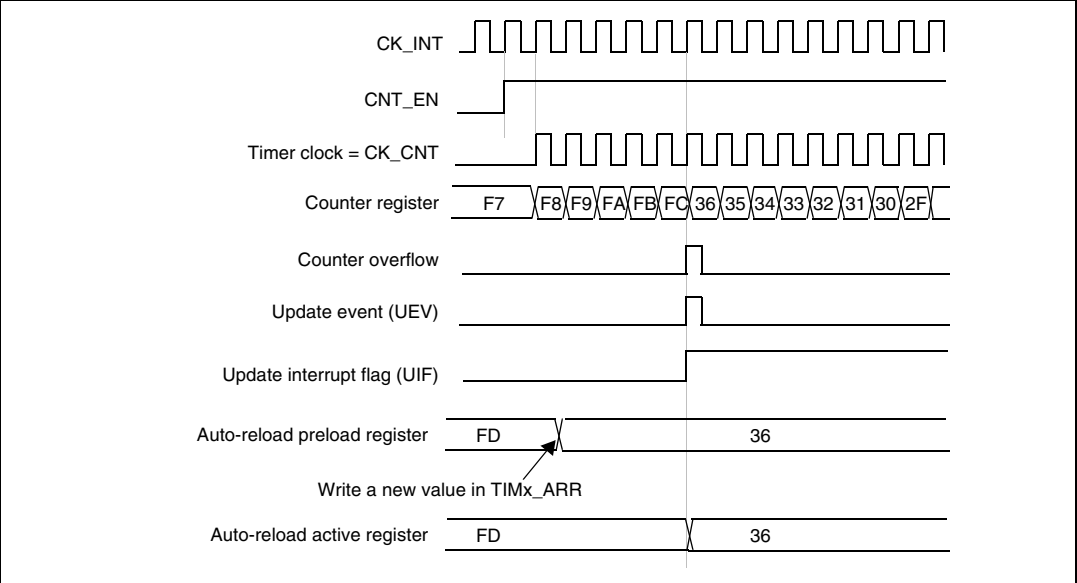 CK_INT
CNT_EN
Timer clock = CK_CNT
Counter register F7 F8 F9 FA FB FC 36 35 34 33 32 31 30 2F
Counter overflow
Update event (UEV)
Update interrupt flag (UIF)
Auto-reload preload register FD 36
Write a new value in TIMx_ARR
Auto-reload active register FD 36